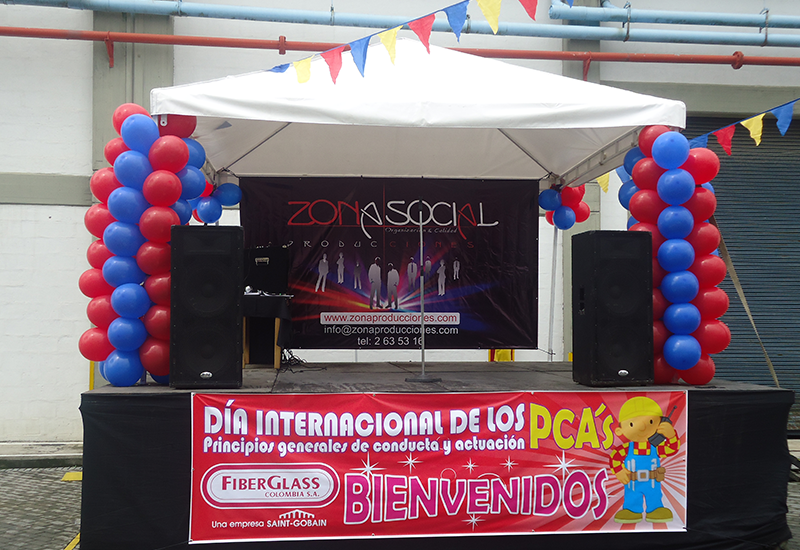 ZONA SOCIAL
Organización & Calidad
PRODUCCIONES
www.zonaproducciones.com
info@zonaproducciones.com
tel: 2 63 53 16
DÍA INTERNACIONAL DE LOS PCA´S
Principios generales de conducta y actuación
FIBERGLASS
COLOMBIA S.A.
BIENVENIDOS
Una empresa SAINT-GOBAIN